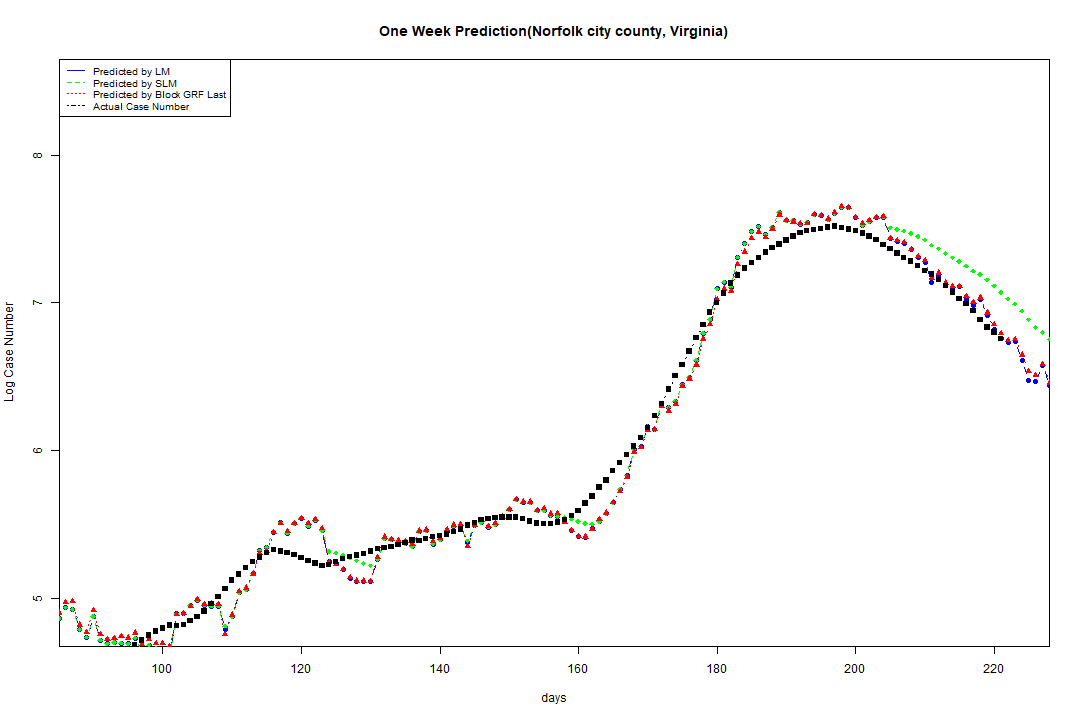 One Week Prediction(Norfolk city county, Virginia)
Predicted by LM
Predicted by SLM
Predicted by Block GRF Last
Actual Case Number
Log Case Number
8
7
6
5
100 120 140 160 180 200 220
days